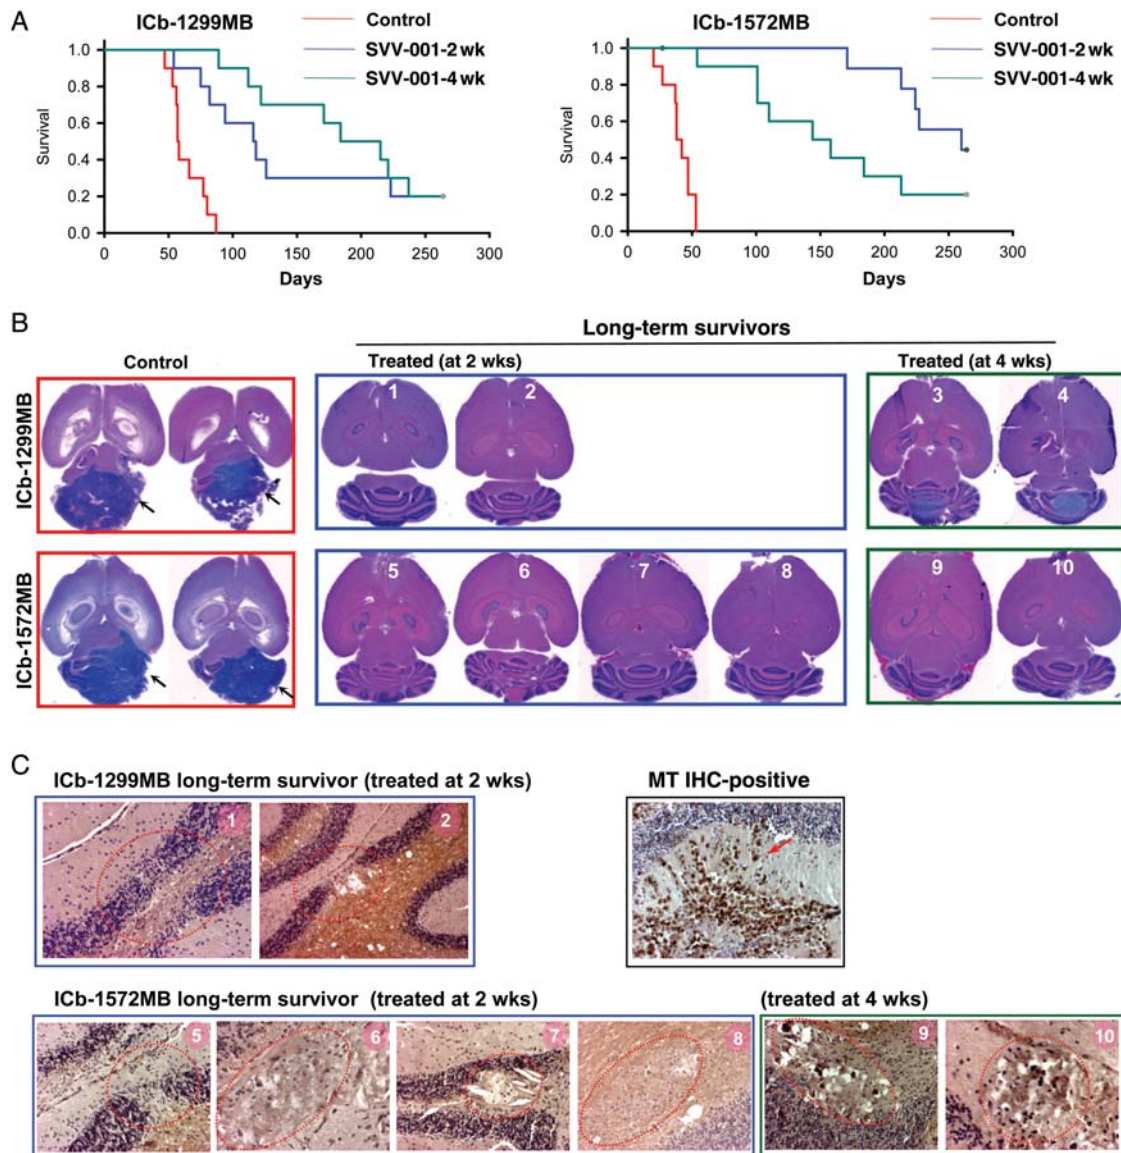 A
ICb-1299MB
Control
SVV-001-2 wk
SVV-001-4 wk
Survival
1.0
0.8
0.6
0.4
0.2
0.0
0 50 100 150 200 250 300
Days
ICb-1572MB
Control
SVV-001-2 wk
SVV-001-4 wk
Survival
1.0
0.8
0.6
0.4
0.2
0.0
0 50 100 150 200 250 300
Days
B
Long-term survivors
Control
Treated (at 2 wks)
Treated (at 4 wks)
ICb-1299MB
1 2 3 4
ICb-1572MB
5 6 7 8 9 10
C
ICb-1299MB long-term survivor (treated at 2 wks)
MT IHC-positive
1 2
ICb-1572MB long-term survivor (treated at 2 wks)
(treated at 4 wks)
5 6 7 8 9 10